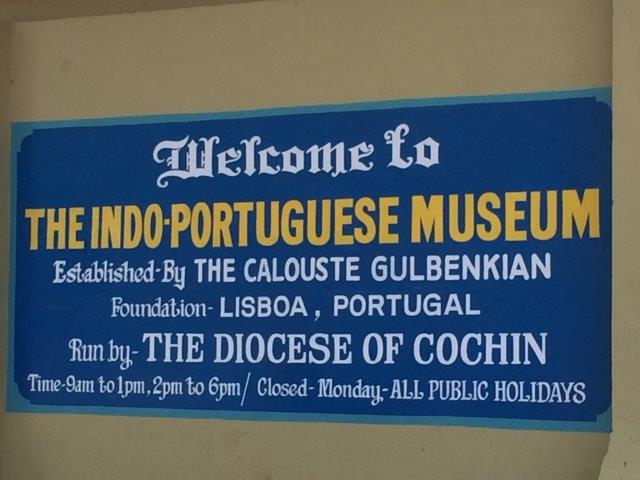 Welcome to
THE INDO-PORTUGUESE MUSEUM
Established-By THE CALOUSTE GULBENKIAN
Foundation- LISBOA, PORTUGAL
Run by- THE DIOCESE OF COCHIN
Time-9am to 1pm, 2pm to 6pm/ Closed- Monday-ALL PUBLIC HOLIDAYS